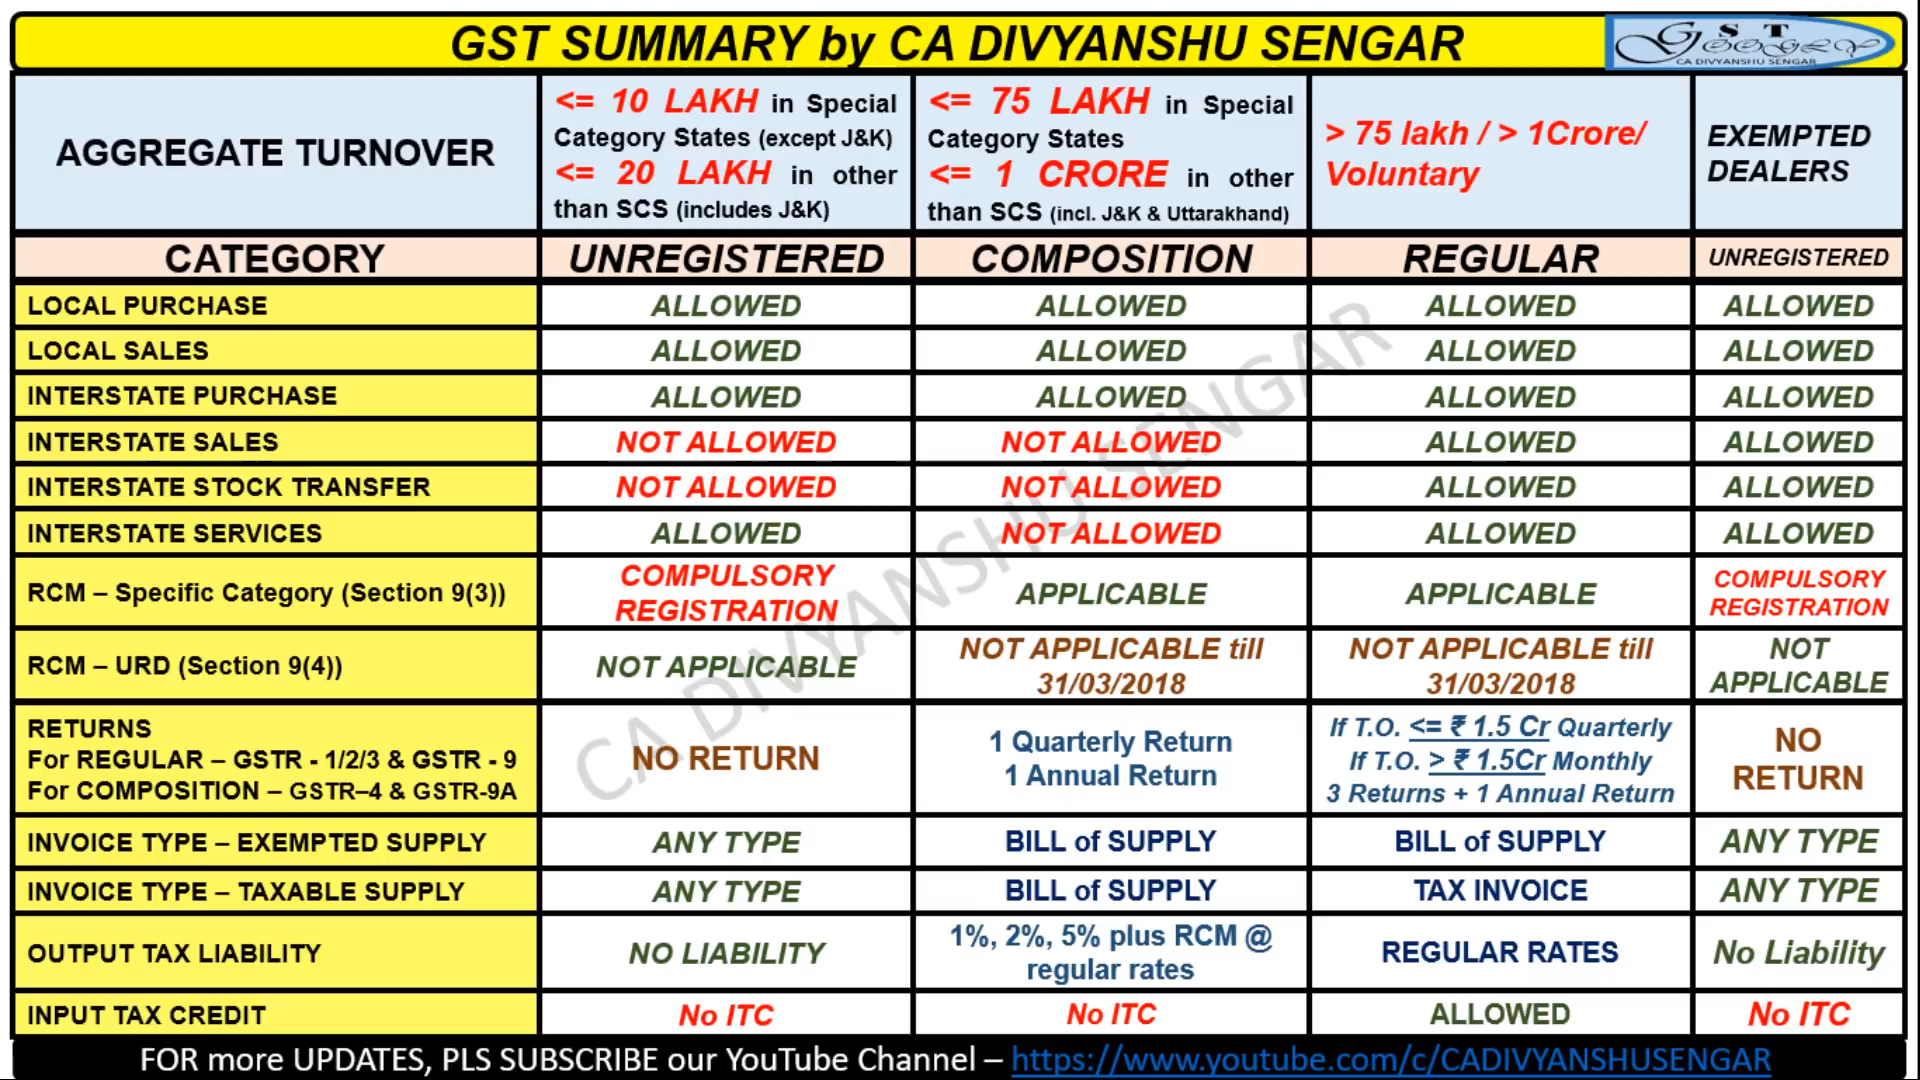 GST SUMMARY by CA DIVYANSHU SENGAR
G S T
GOOGLY
CA DIVYANSHU SENGAR
AGGREGATE TURNOVER
<= 10 LAKH in Special
Category States (except J&K)
<= 20 LAKH in other
than SCS (includes J&K)
<= 75 LAKH in Special
Category States
<= 1 CRORE in other
than SCS (incl. J&K & Uttarakhand)
> 75 lakh / > 1Crore/
Voluntary
EXEMPTED
DEALERS
CATEGORY
UNREGISTERED
COMPOSITION
REGULAR
UNREGISTERED
LOCAL PURCHASE
ALLOWED
ALLOWED
ALLOWED
ALLOWED
LOCAL SALES
ALLOWED
ALLOWED
ALLOWED
ALLOWED
INTERSTATE PURCHASE
ALLOWED
ALLOWED
ALLOWED
ALLOWED
INTERSTATE SALES
NOT ALLOWED
NOT ALLOWED
ALLOWED
ALLOWED
INTERSTATE STOCK TRANSFER
NOT ALLOWED
NOT ALLOWED
ALLOWED
ALLOWED
INTERSTATE SERVICES
ALLOWED
NOT ALLOWED
ALLOWED
ALLOWED
RCM – Specific Category (Section 9(3))
COMPULSORY
REGISTRATION
APPLICABLE
APPLICABLE
COMPULSORY
REGISTRATION
RCM – URD (Section 9(4))
NOT APPLICABLE
NOT APPLICABLE till
31/03/2018
NOT APPLICABLE till
31/03/2018
NOT
APPLICABLE
RETURNS
For REGULAR – GSTR - 1/2/3 & GSTR - 9
For COMPOSITION – GSTR–4 & GSTR-9A
NO RETURN
1 Quarterly Return
1 Annual Return
If T.O. <= ₹ 1.5 Cr Quarterly
If T.O. > ₹ 1.5Cr Monthly
3 Returns + 1 Annual Return
NO
RETURN
INVOICE TYPE – EXEMPTED SUPPLY
ANY TYPE
BILL of SUPPLY
BILL of SUPPLY
ANY TYPE
INVOICE TYPE – TAXABLE SUPPLY
ANY TYPE
BILL of SUPPLY
TAX INVOICE
ANY TYPE
OUTPUT TAX LIABILITY
NO LIABILITY
1%, 2%, 5% plus RCM @
regular rates
REGULAR RATES
No Liability
INPUT TAX CREDIT
No ITC
No ITC
ALLOWED
No ITC
CA DIVYANSHU SENGAR
FOR more UPDATES, PLS SUBSCRIBE our YouTube Channel – https://www.youtube.com/c/CADIVYANSHUSENGAR